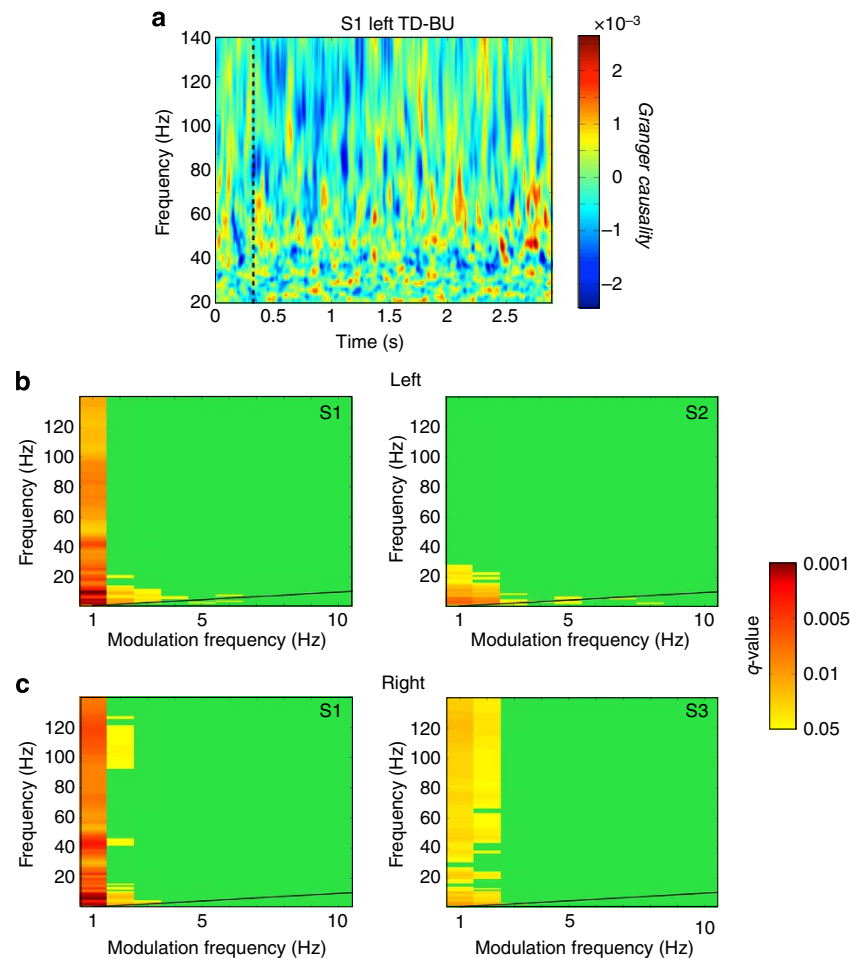 a
S1 left TD-BU
×10⁻³
140
120
100
80
60
40
20
Frequency (Hz)
0
0.5
1
1.5
2
2.5
Time (s)
2
1
0
−1
−2
Granger causality
b
Left
S1
120
100
80
60
40
20
Frequency (Hz)
1
5
10
Modulation frequency (Hz)
S2
120
100
80
60
40
20
Frequency (Hz)
1
5
10
Modulation frequency (Hz)
0.001
0.005
0.01
0.05
q-value
c
Right
S1
120
100
80
60
40
20
Frequency (Hz)
1
5
10
Modulation frequency (Hz)
S3
120
100
80
60
40
20
Frequency (Hz)
1
5
10
Modulation frequency (Hz)